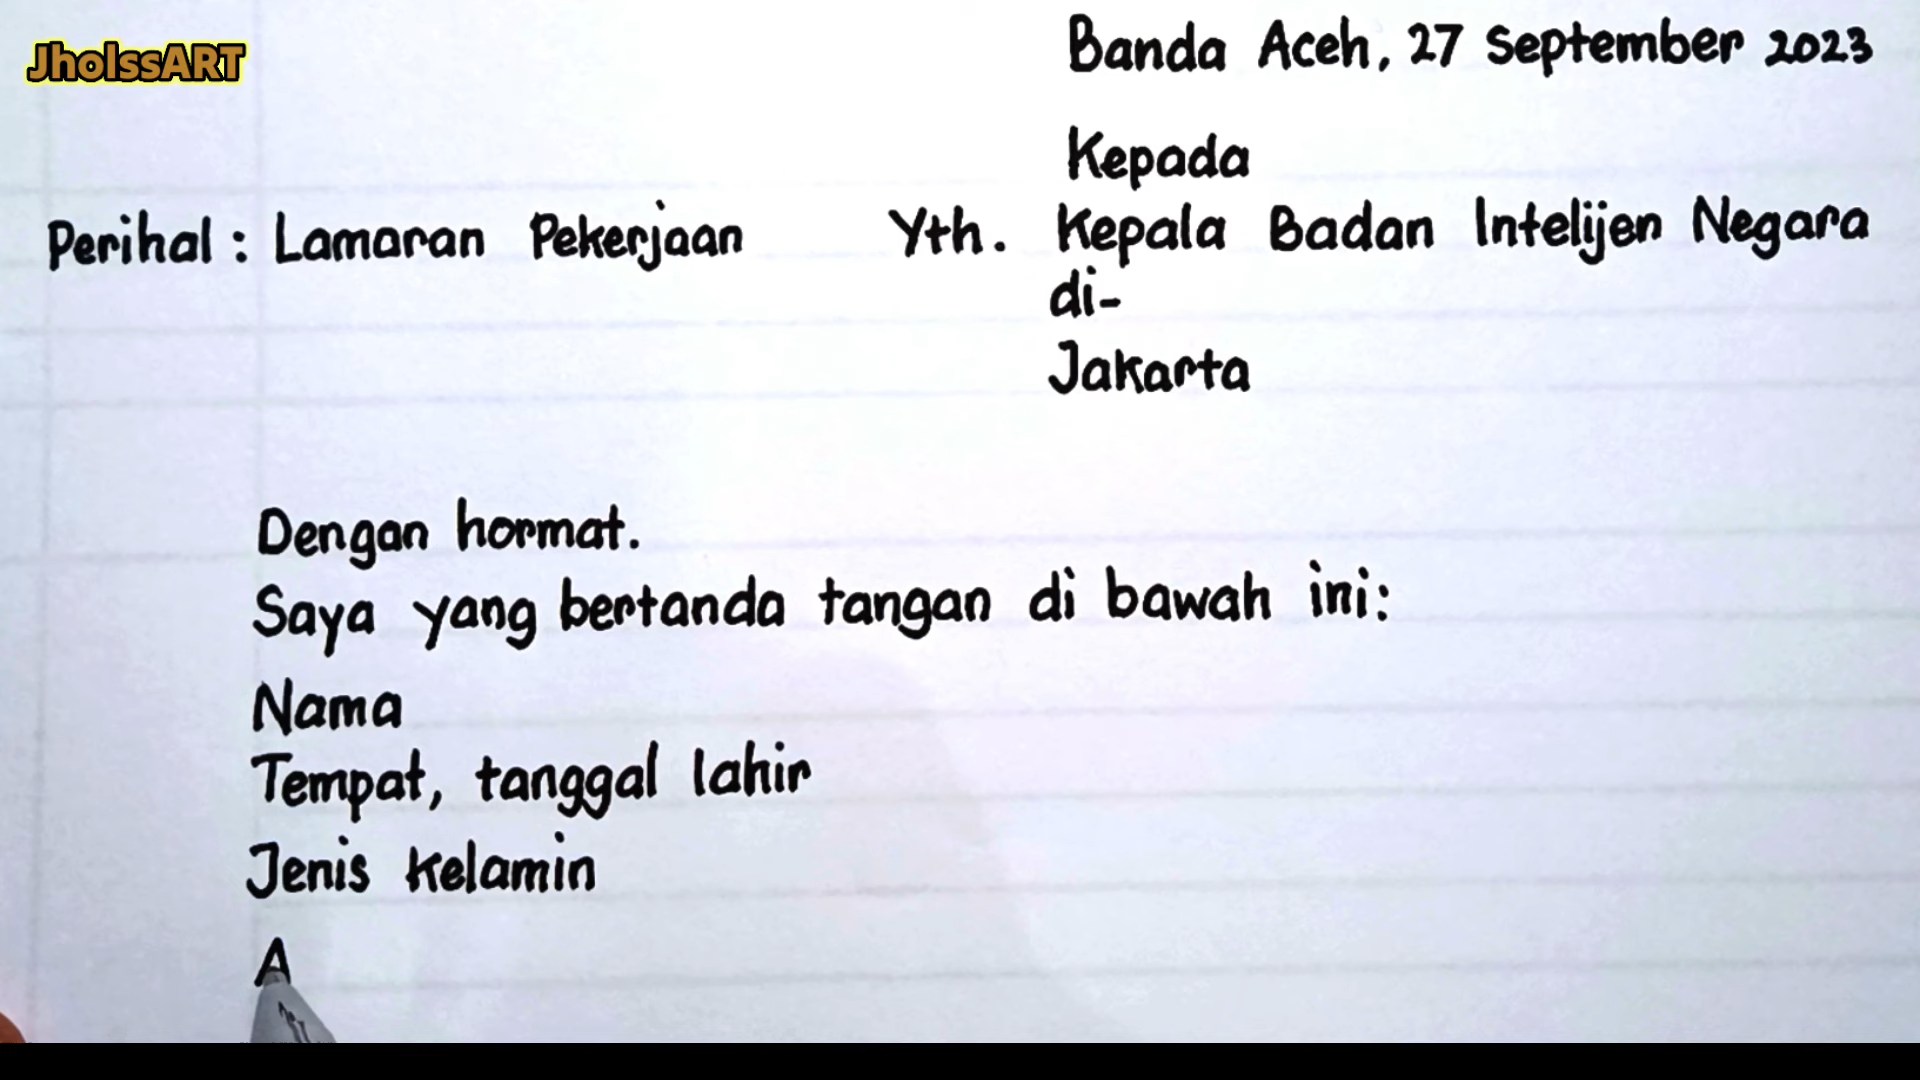 JholssART
Banda Aceh, 27 September 2023
Kepada
Perihal : Lamaran Pekerjaan Yth. Kepala Badan Intelijen Negara
di-
Jakarta
Dengan hormat.
Saya yang bertanda tangan di bawah ini:
Nama
Tempat, tanggal lahir
Jenis kelamin
A